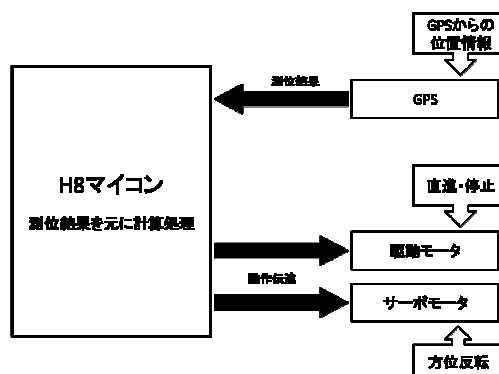 GPSからの
位置情報
測位結果
GPS
H8マイコン
測位結果を元に計算処理
直進・停止
駆動モータ
動作伝達
サーボモータ
方位反転